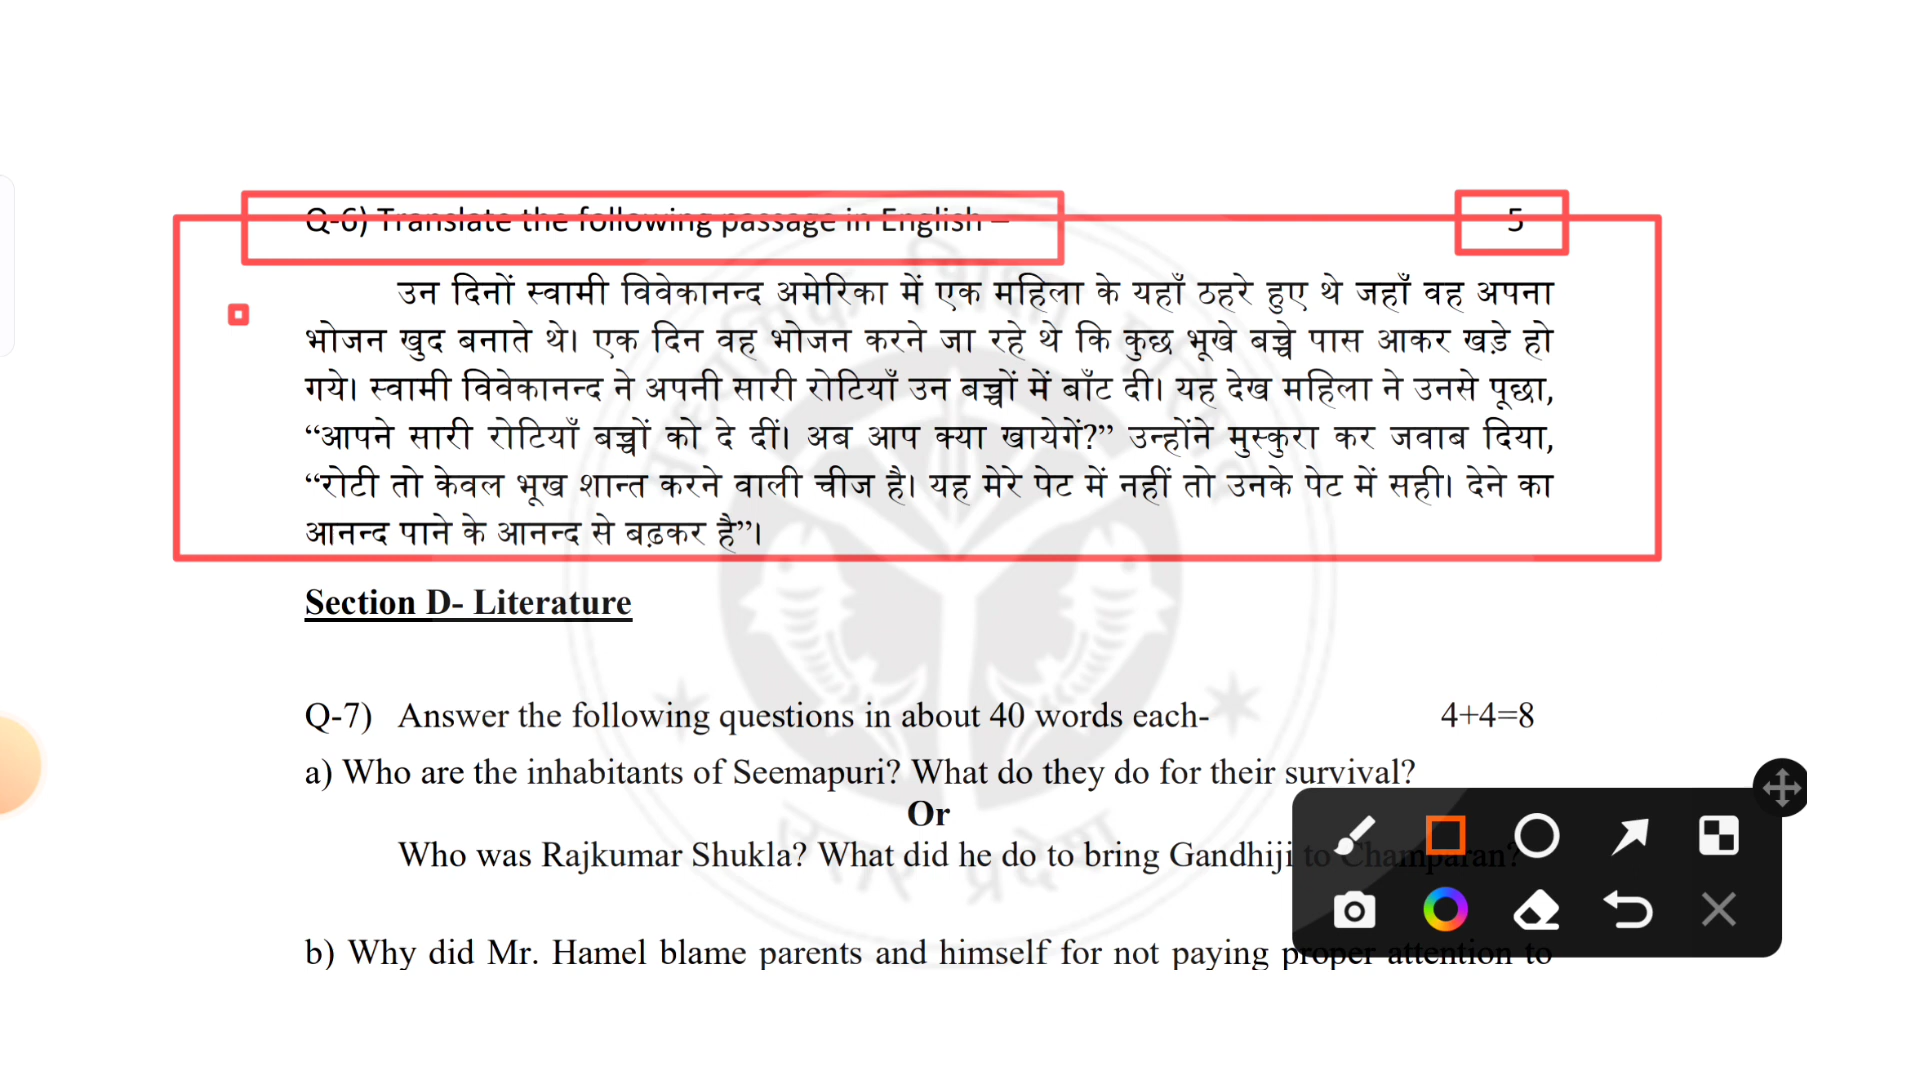 Q-6) Translate the following passage in English – 5
उन दिनों स्वामी विवेकानन्द अमेरिका में एक महिला के यहाँ ठहरे हुए थे जहाँ वह अपना
भोजन खुद बनाते थे। एक दिन वह भोजन करने जा रहे थे कि कुछ भूखे बच्चे पास आकर खड़े हो
गये। स्वामी विवेकानन्द ने अपनी सारी रोटियाँ उन बच्चों में बाँट दी। यह देख महिला ने उनसे पूछा,
“आपने सारी रोटियाँ बच्चों को दे दीं। अब आप क्या खायेगें?” उन्होंने मुस्कुरा कर जवाब दिया,
“रोटी तो केवल भूख शान्त करने वाली चीज है। यह मेरे पेट में नहीं तो उनके पेट में सही। देने का
आनन्द पाने के आनन्द से बढ़कर है”।
Section D- Literature
Q-7) Answer the following questions in about 40 words each- 4+4=8
a) Who are the inhabitants of Seemapuri? What do they do for their survival?
Or
Who was Rajkumar Shukla? What did he do to bring Gandhiji to Champaran?
b) Why did Mr. Hamel blame parents and himself for not paying proper attention to
उत्तर प्रदेश